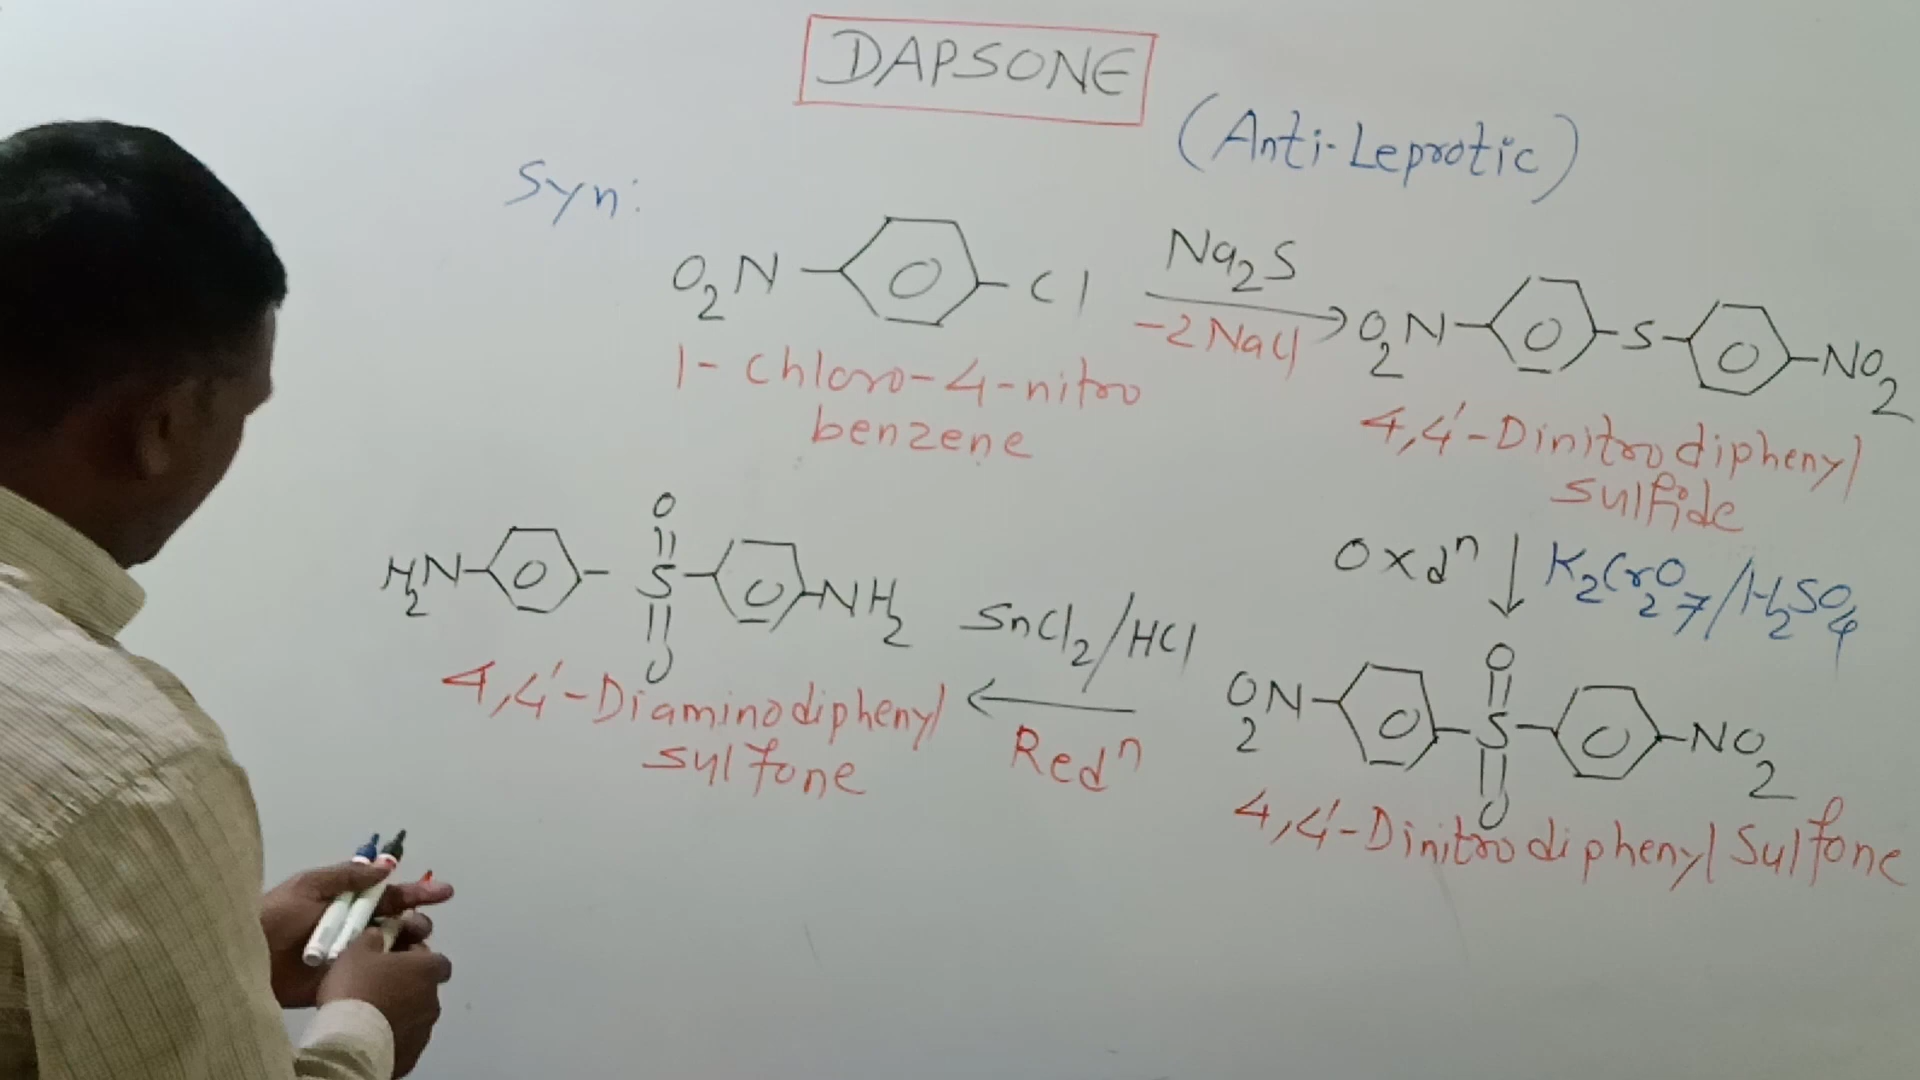 DAPSONE
(Anti-Leprotic)
Syn:
O2N Cl
Na2S
-2NaCl
O2N S NO2
1-Chloro-4-nitro
benzene
4,4'-Dinitrodiphenyl
sulfide
Oxdn K2Cr2O7/H2SO4
O
H2N S NH2
O
4,4'-Diaminodiphenyl
sulfone
SnCl2/HCl
Redn
O
O2N S NO2
O
4,4'-Dinitrodiphenyl Sulfone